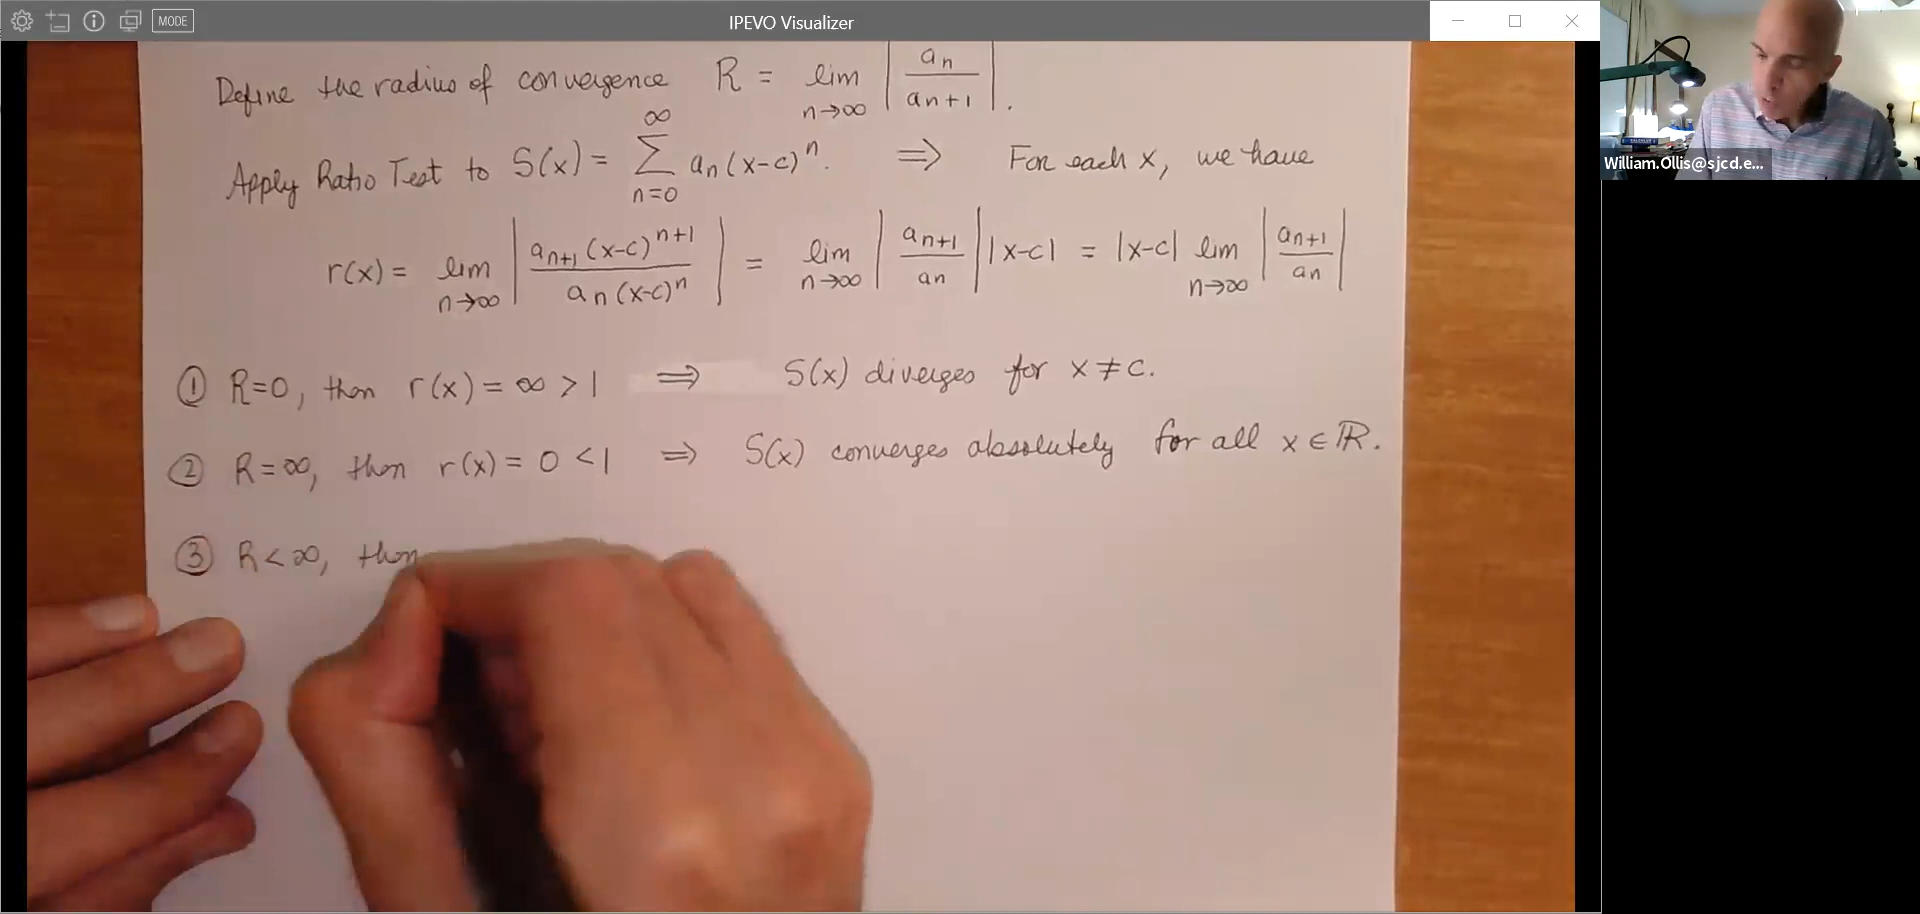 MODE
IPEVO Visualizer
Define the radius of convergence R = lim n→∞ | an / an+1 | .
Apply Ratio Test to S(x) = ∞ Σ n=0 an (x-c)^n. ⇒ For each x, we have
r(x) = lim n→∞ | an+1 (x-c)^n+1 / an (x-c)^n | = lim n→∞ | an+1 / an | |x-c| = |x-c| lim n→∞ | an+1 / an |
① R=0, then r(x) = ∞ > 1 ⇒ S(x) diverges for x ≠ c.
② R=∞, then r(x) = 0 < 1 ⇒ S(x) converges absolutely for all x ∈ ℝ.
③ R<∞, then
William.Ollis@sjcd.e...